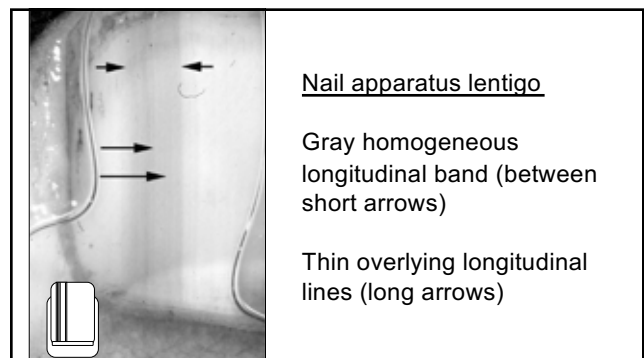 Nail apparatus lentigo
Gray homogeneous
longitudinal band (between
short arrows)
Thin overlying longitudinal
lines (long arrows)